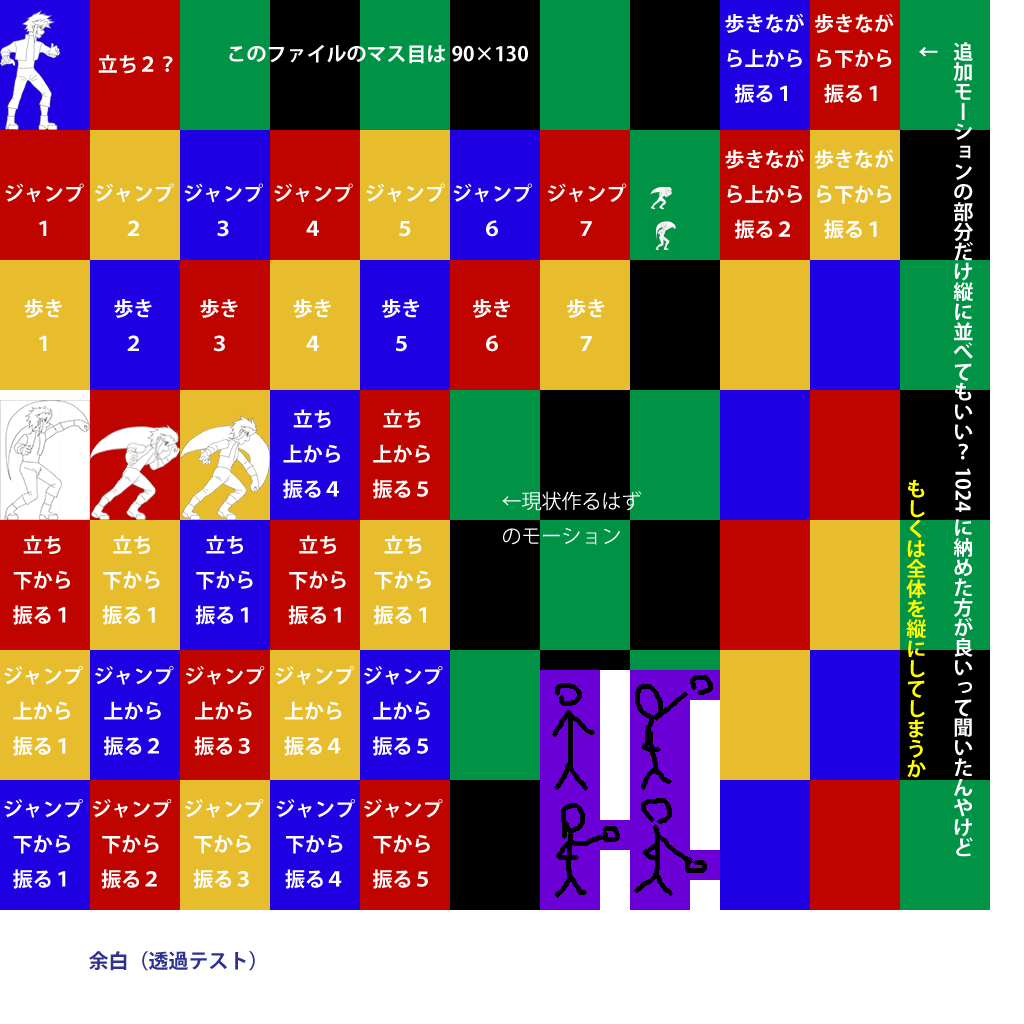 立ち２？
このファイルのマス目は 90×130
歩きなが
ら上から
振る１
歩きなが
ら下から
振る１
←
追加モーションの部分だけ縦に並べてもいい？ 1024 に納めた方が良いって聞いたんやけど
もしくは全体を縦にしてしまうか
ジャンプ
1
ジャンプ
2
ジャンプ
3
ジャンプ
4
ジャンプ
5
ジャンプ
6
ジャンプ
7
歩きなが
ら上から
振る２
歩きなが
ら下から
振る１
歩き
1
歩き
2
歩き
3
歩き
4
歩き
5
歩き
6
歩き
7
立ち
上から
振る４
立ち
上から
振る５
←現状作るはず
のモーション
立ち
下から
振る１
立ち
下から
振る１
立ち
下から
振る１
立ち
下から
振る１
立ち
下から
振る１
ジャンプ
上から
振る１
ジャンプ
上から
振る２
ジャンプ
上から
振る３
ジャンプ
上から
振る４
ジャンプ
上から
振る５
ジャンプ
下から
振る１
ジャンプ
下から
振る２
ジャンプ
下から
振る３
ジャンプ
下から
振る４
ジャンプ
下から
振る５
余白（透過テスト）